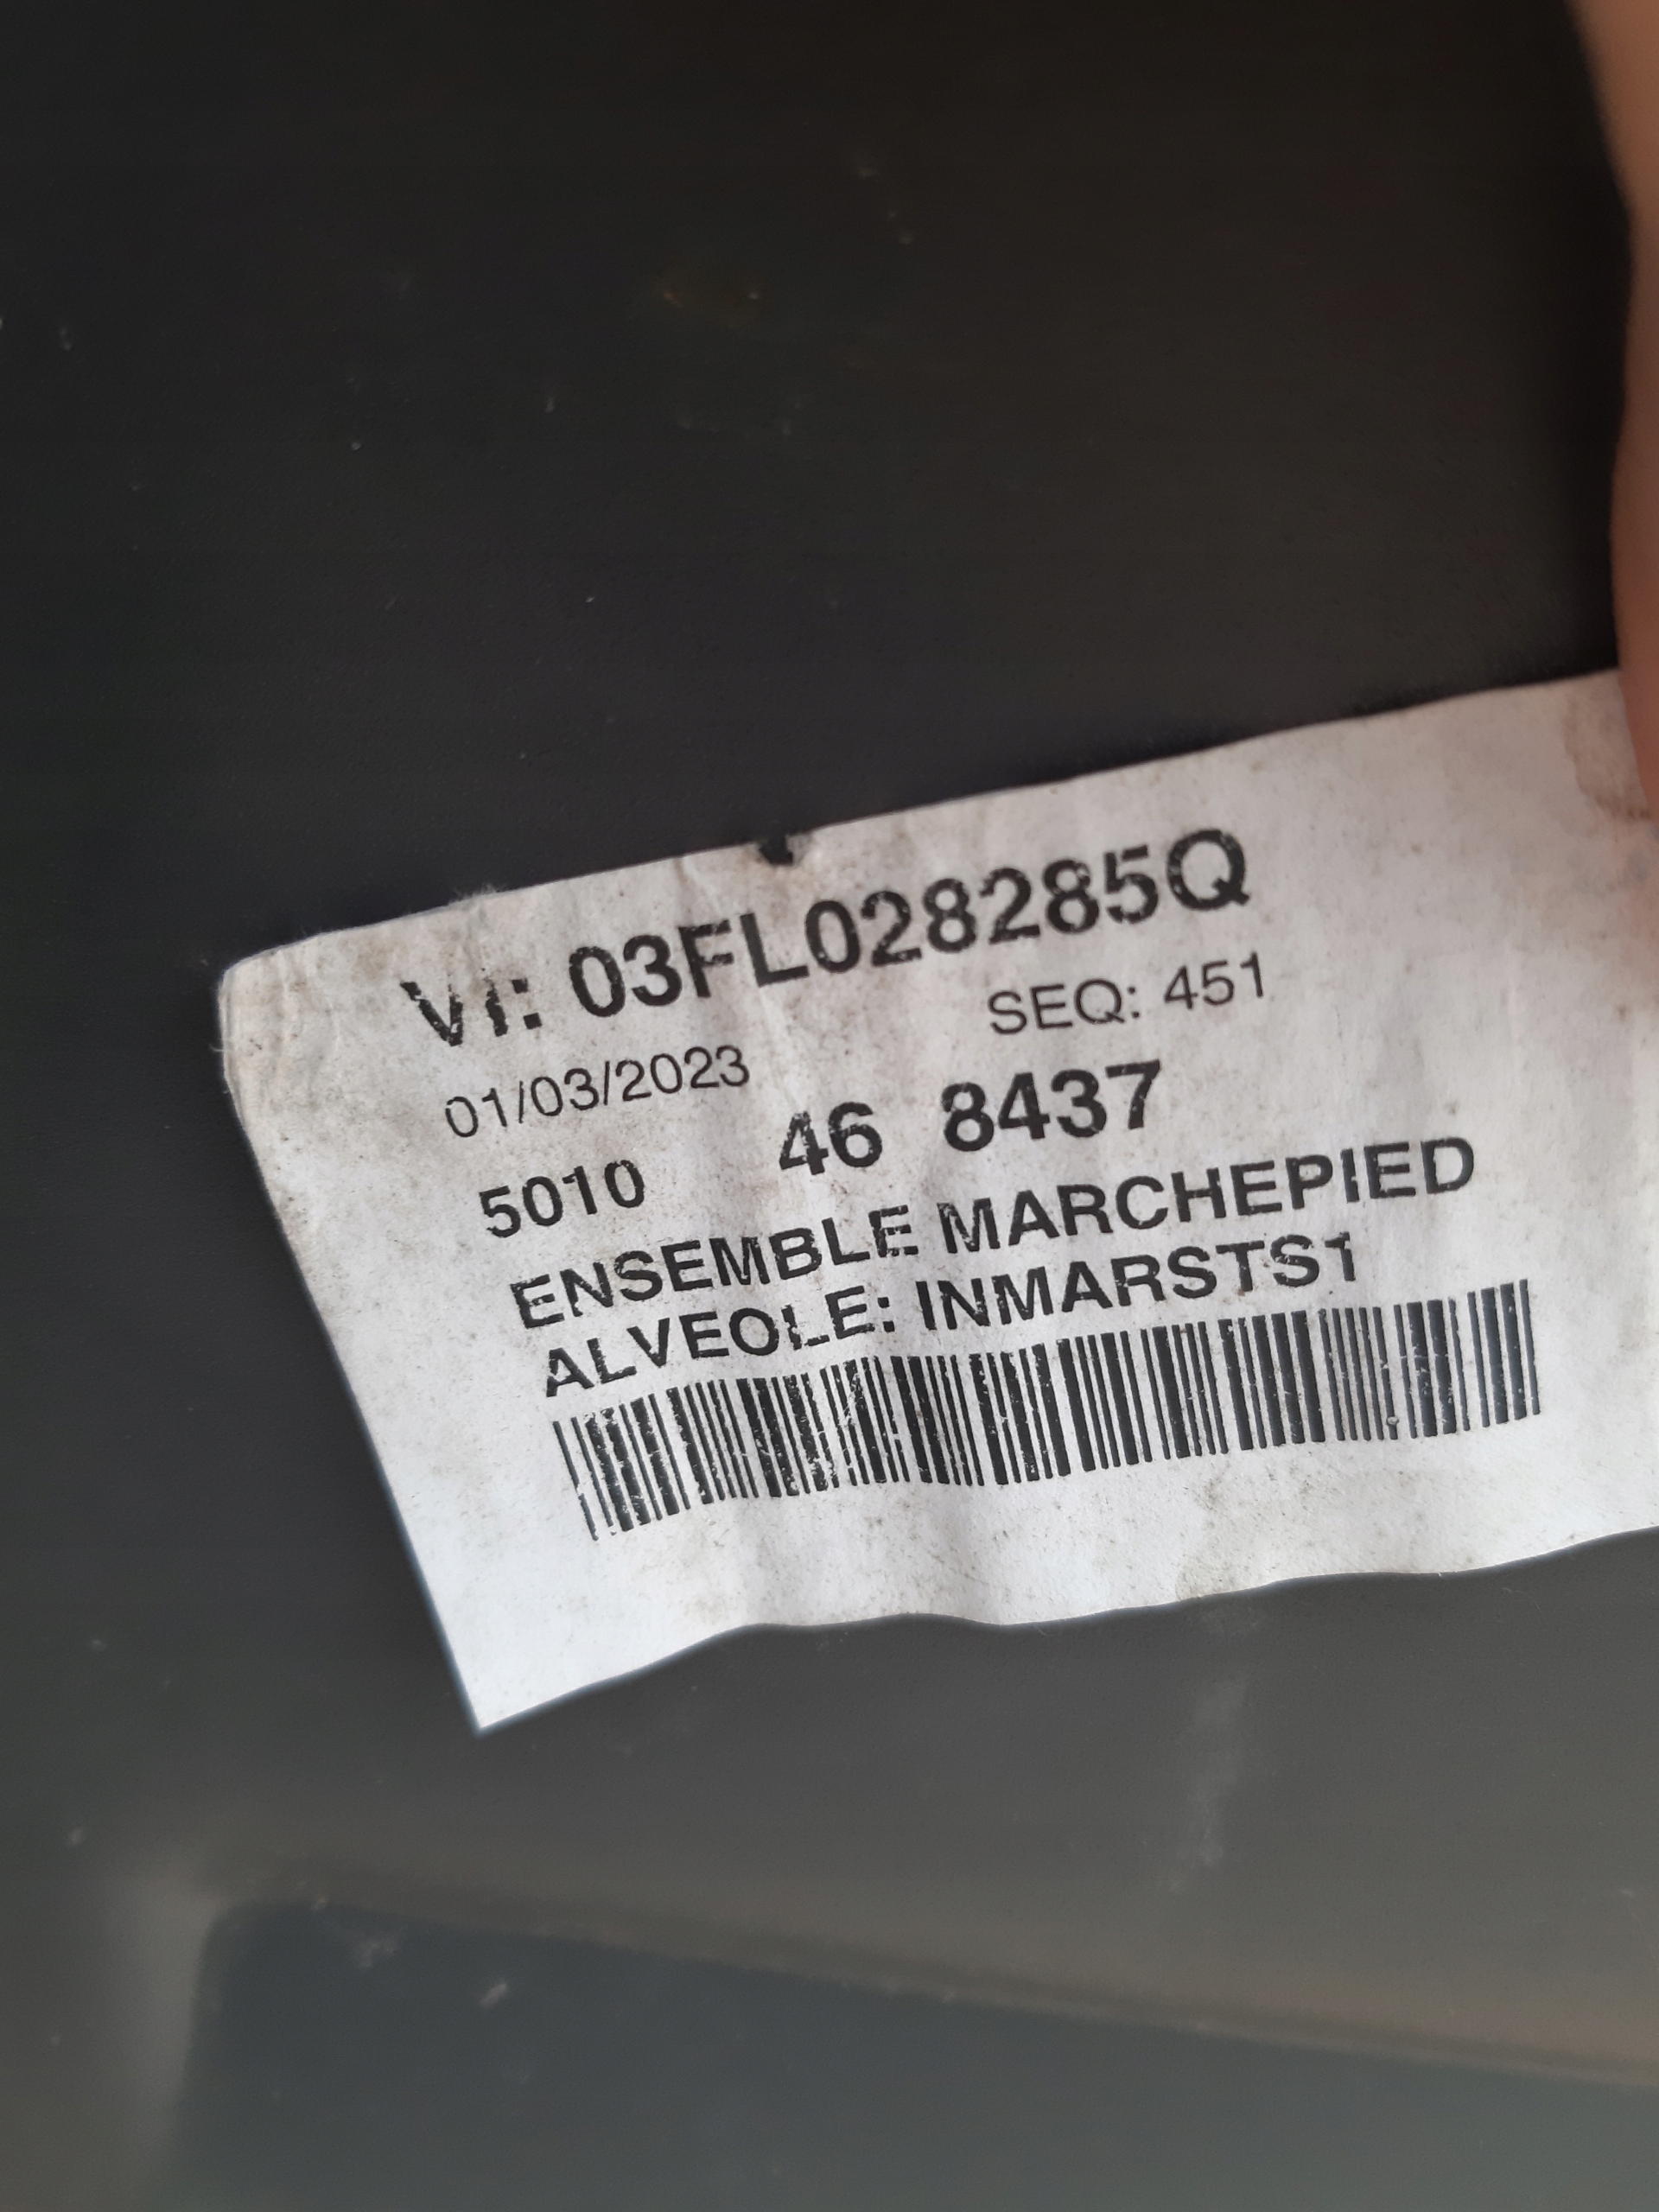 VI: 03FL028285Q
SEQ: 451
01/03/2023
5010 46 8437
ENSEMBLE MARCHEPIED
ALVEOLE: INMARSTS1